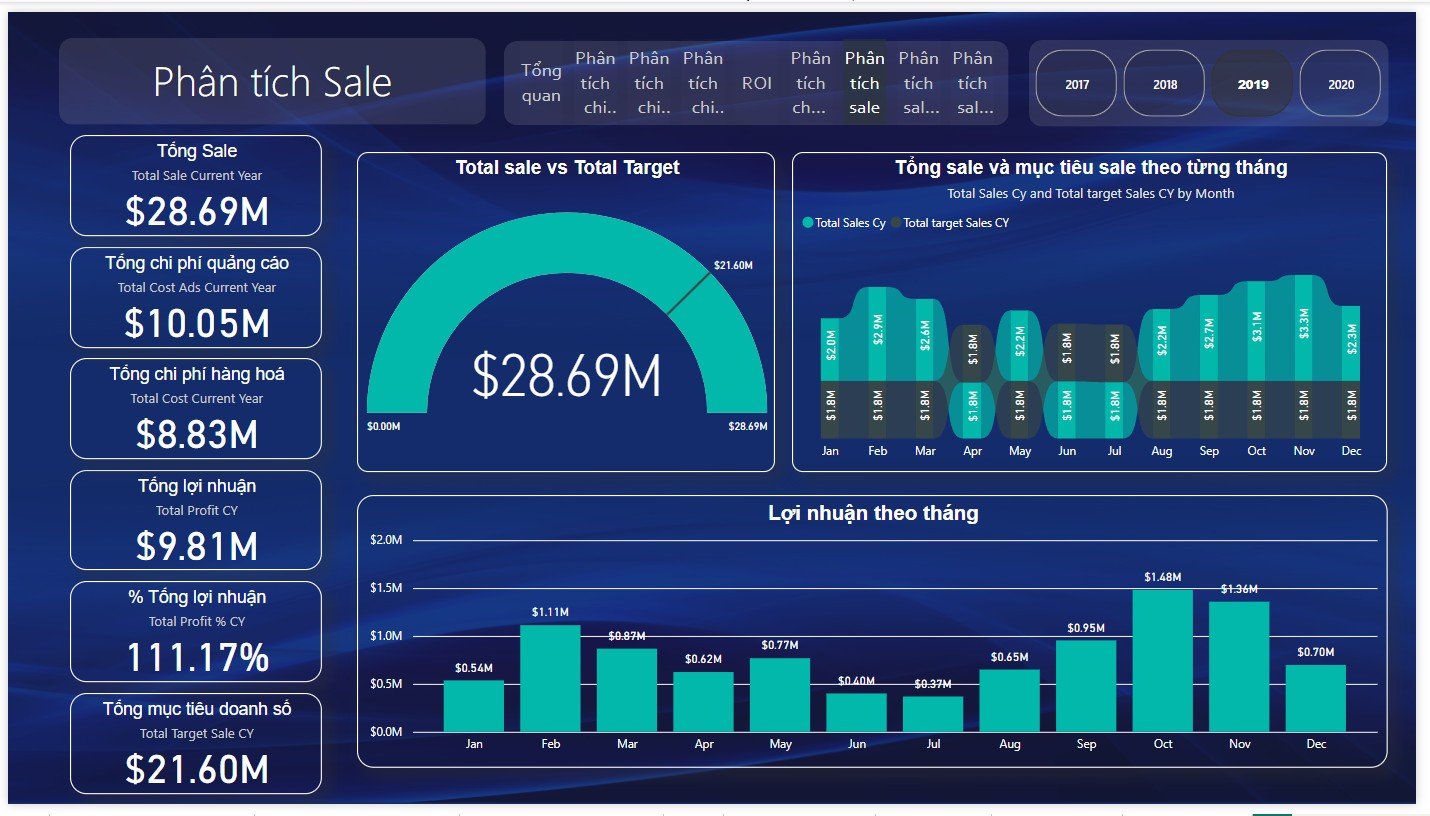 Phân tích Sale
Tổng quan
Phân tích chi..
Phân tích chi..
Phân tích chi..
ROI
Phân tích ch...
Phân tích sale
Phân tích sal...
Phân tích sal...
2017
2018
2019
2020
Tổng Sale
Total Sale Current Year
$28.69M
Tổng chi phí quảng cáo
Total Cost Ads Current Year
$10.05M
Tổng chi phí hàng hoá
Total Cost Current Year
$8.83M
Tổng lợi nhuận
Total Profit CY
$9.81M
% Tổng lợi nhuận
Total Profit % CY
111.17%
Tổng mục tiêu doanh số
Total Target Sale CY
$21.60M
Total sale vs Total Target
$21.60M
$28.69M
$0.00M
$28.69M
Tổng sale và mục tiêu sale theo từng tháng
Total Sales Cy and Total target Sales CY by Month
Total Sales Cy Total target Sales CY
$2.0M $2.9M $2.6M $1.8M $2.2M $1.8M $1.8M $2.2M $2.7M $3.1M $3.3M $2.3M
$1.8M $1.8M $1.8M $1.8M $1.8M $1.8M $1.8M $1.8M $1.8M $1.8M $1.8M $1.8M
Jan Feb Mar Apr May Jun Jul Aug Sep Oct Nov Dec
Lợi nhuận theo tháng
$2.0M
$1.5M
$1.0M
$0.5M
$0.0M
$0.54M $1.11M $0.87M $0.62M $0.77M $0.40M $0.37M $0.65M $0.95M $1.48M $1.36M $0.70M
Jan Feb Mar Apr May Jun Jul Aug Sep Oct Nov Dec